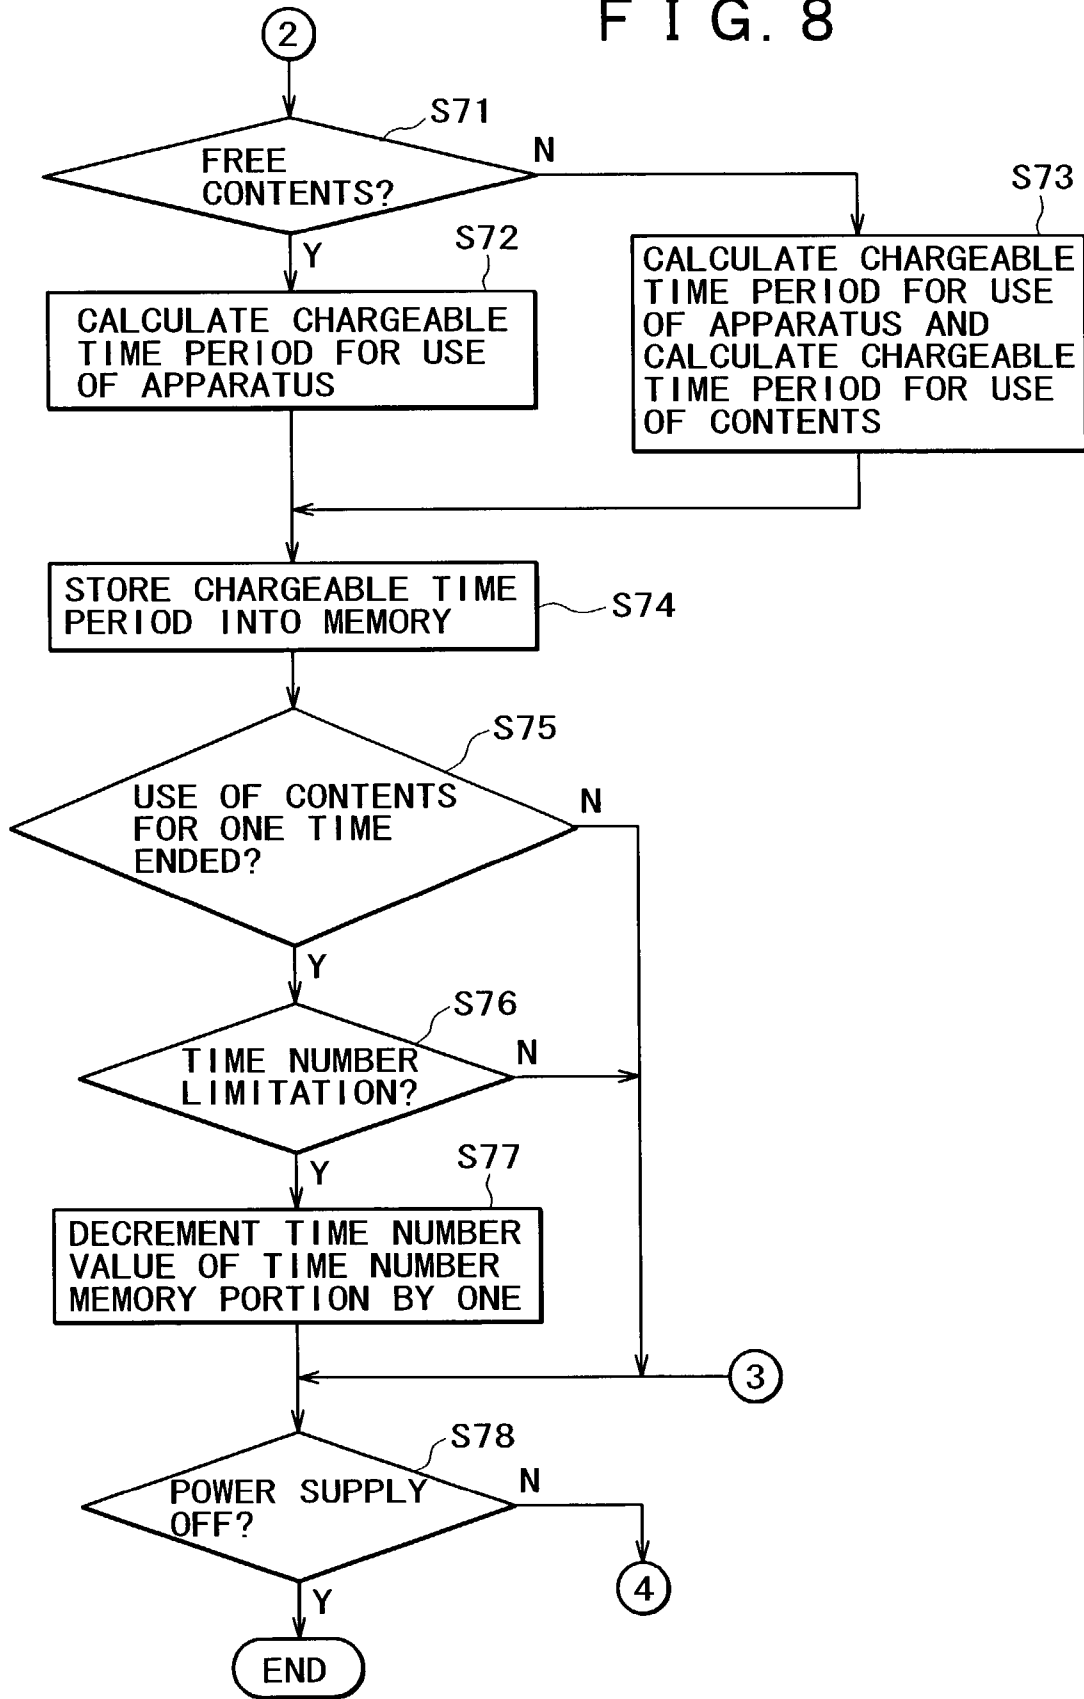 FIG. 8
2
S71
FREE
CONTENTS?
N
Y
S72
CALCULATE CHARGEABLE
TIME PERIOD FOR USE
OF APPARATUS
S73
CALCULATE CHARGEABLE
TIME PERIOD FOR USE
OF APPARATUS AND
CALCULATE CHARGEABLE
TIME PERIOD FOR USE
OF CONTENTS
STORE CHARGEABLE TIME
PERIOD INTO MEMORY
S74
S75
USE OF CONTENTS
FOR ONE TIME
ENDED?
N
Y
S76
TIME NUMBER
LIMITATION?
N
Y
S77
DECREMENT TIME NUMBER
VALUE OF TIME NUMBER
MEMORY PORTION BY ONE
3
S78
POWER SUPPLY
OFF?
N
4
Y
END